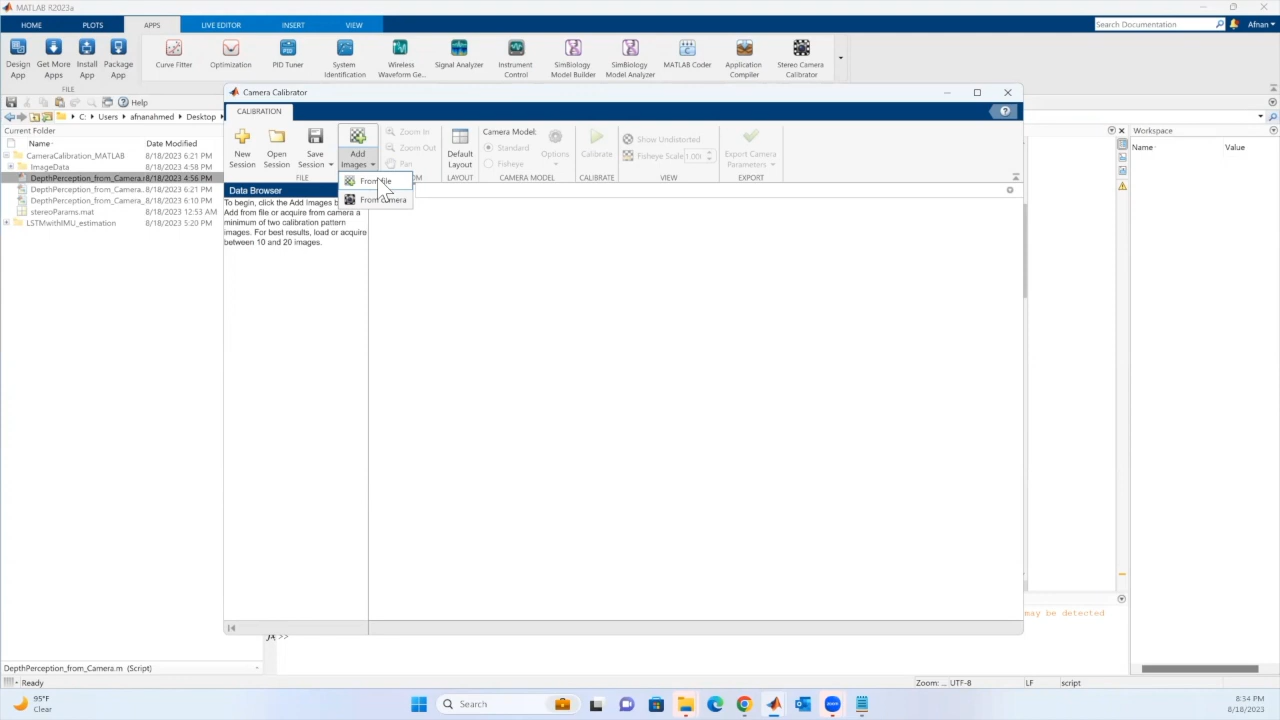 MATLAB R2023a
HOME PLOTS APPS LIVE EDITOR INSERT VIEW
Search Documentation
Afnan
Design App
Get More Apps
Install App
Package App
Curve Fitter
Optimization
PID Tuner
System Identification
Wireless Waveform Ge...
Signal Analyzer
Instrument Control
SimBiology Model Builder
SimBiology Model Analyzer
MATLAB Coder
Application Compiler
Stereo Camera Calibrator
FILE
Help
C: Users afnanahmed Desktop
Current Folder
Name Date Modified
CameraCalibration_MATLAB 8/18/2023 6:21 PM
ImageData 8/18/2023 4:58 PM
DepthPerception_from_Camera.m 8/18/2023 4:56 PM
DepthPerception_from_Camera_ 8/18/2023 6:21 PM
DepthPerception_from_Camera_ 8/18/2023 6:10 PM
stereoParams.mat 8/18/2023 12:53 AM
LSTMwithIMU_estimation 8/18/2023 5:20 PM
Camera Calibrator
CALIBRATION
New Session
Open Session
Save Session
FILE
Add Images
Zoom In
Zoom Out
Pan
Default Layout
LAYOUT
Camera Model:
Standard
Fisheye
Options
CAMERA MODEL
Calibrate
CALIBRATE
Show Undistorted
Fisheye Scale 1.00
VIEW
Export Camera Parameters
EXPORT
From file
From camera
Data Browser
To begin, click the Add Images
Add from file or acquire from camera a
minimum of two calibration pattern
images. For best results, load or acquire
between 10 and 20 images.
Workspace
Name Value
may be detected
>>
DepthPerception_from_Camera.m (Script)
Ready
Zoom: ... UTF-8 LF script
95°F
Clear
Search
8:34 PM
8/18/2023